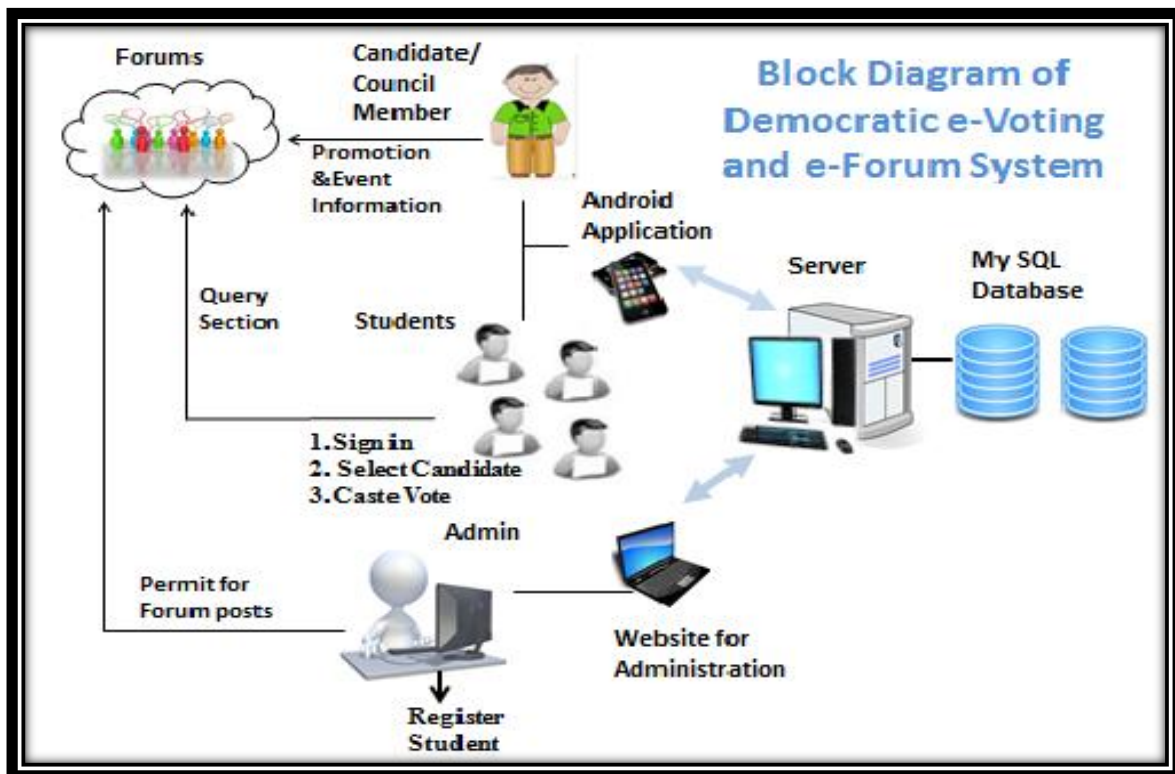 Forums
Candidate/
Council
Member
Block Diagram of
Democratic e-Voting
and e-Forum System
Promotion
&Event
Information
Android
Application
Server
My SQL
Database
Query
Section
Students
1.Sign in
2. Select Candidate
3.Caste Vote
Admin
Permit for
Forum posts
Website for
Administration
Register
Student